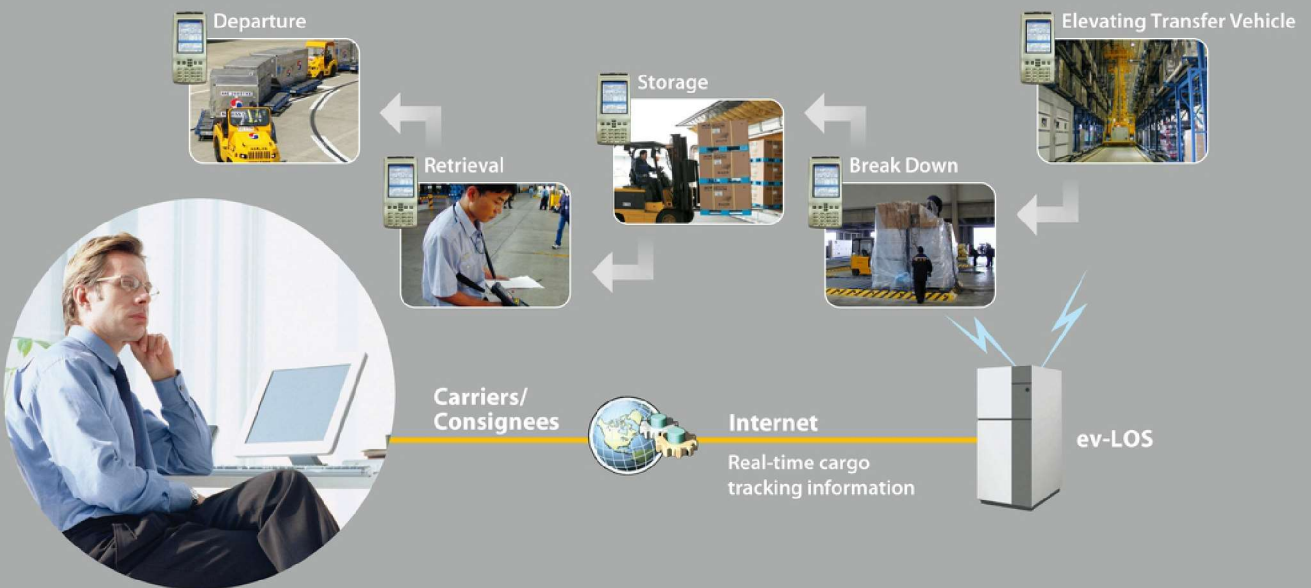 Departure
Elevating Transfer Vehicle
Storage
Retrieval
Break Down
Carriers/
Consignees
Internet
Real-time cargo
tracking information
ev-LOS